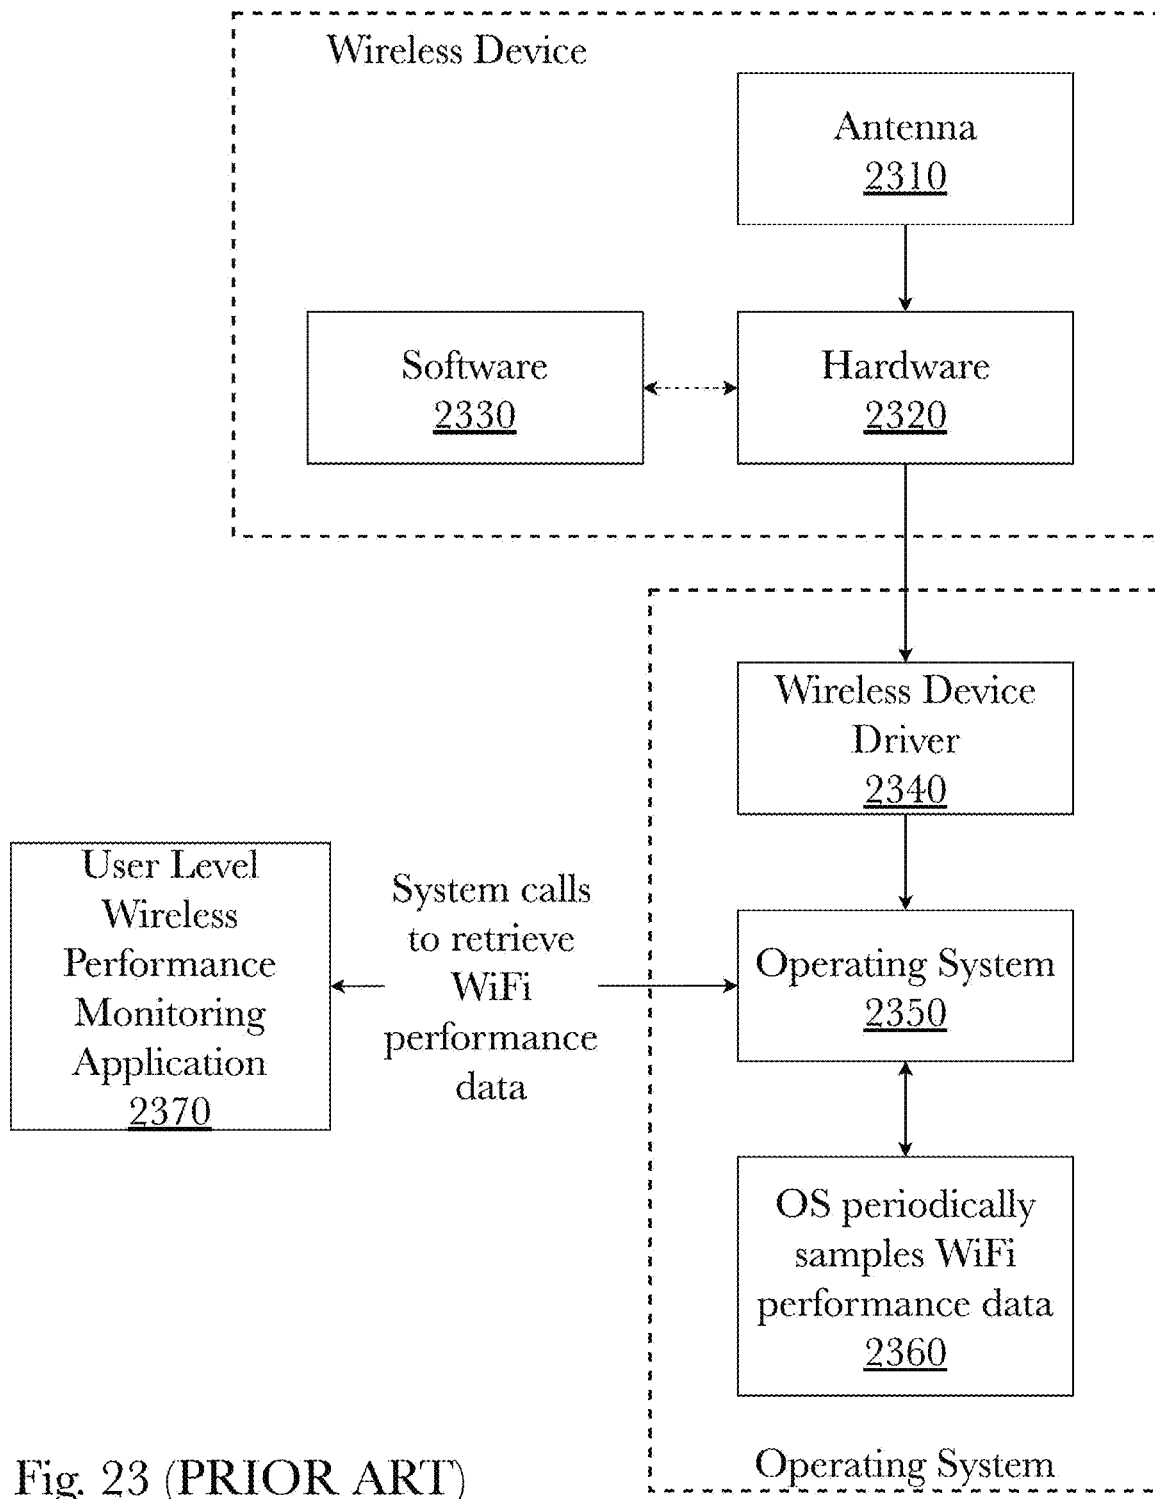 Wireless Device
Antenna
2310
Software
2330
Hardware
2320
Wireless Device
Driver
2340
User Level
Wireless
Performance
Monitoring
Application
2370
System calls
to retrieve
WiFi
performance
data
Operating System
2350
OS periodically
samples WiFi
performance data
2360
Operating System
Fig. 23 (PRIOR ART)